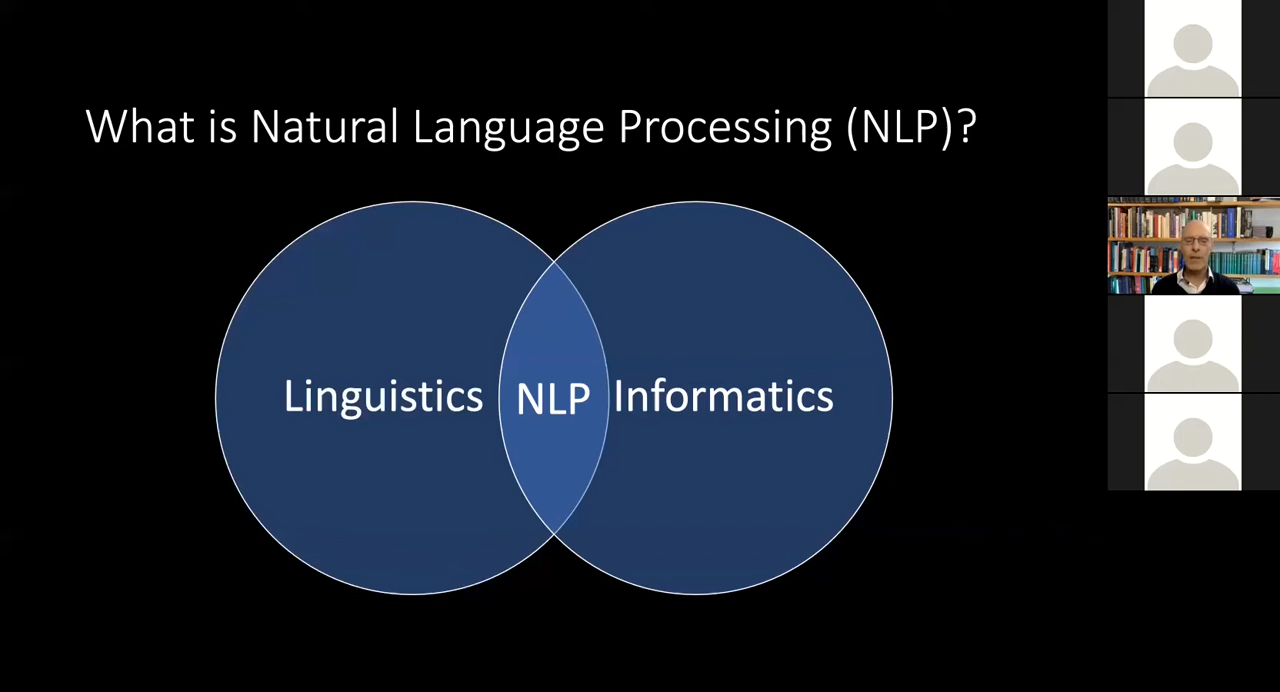 What is Natural Language Processing (NLP)?
Linguistics NLP Informatics